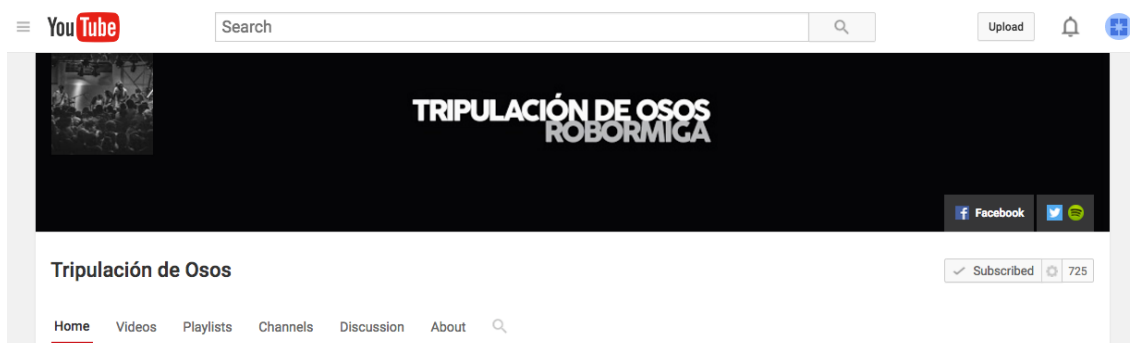 YouTube Search Upload
TRIPULACIÓN DE OSOS
ROBORMIGA
Facebook
Tripulación de Osos
Subscribed 725
Home Videos Playlists Channels Discussion About